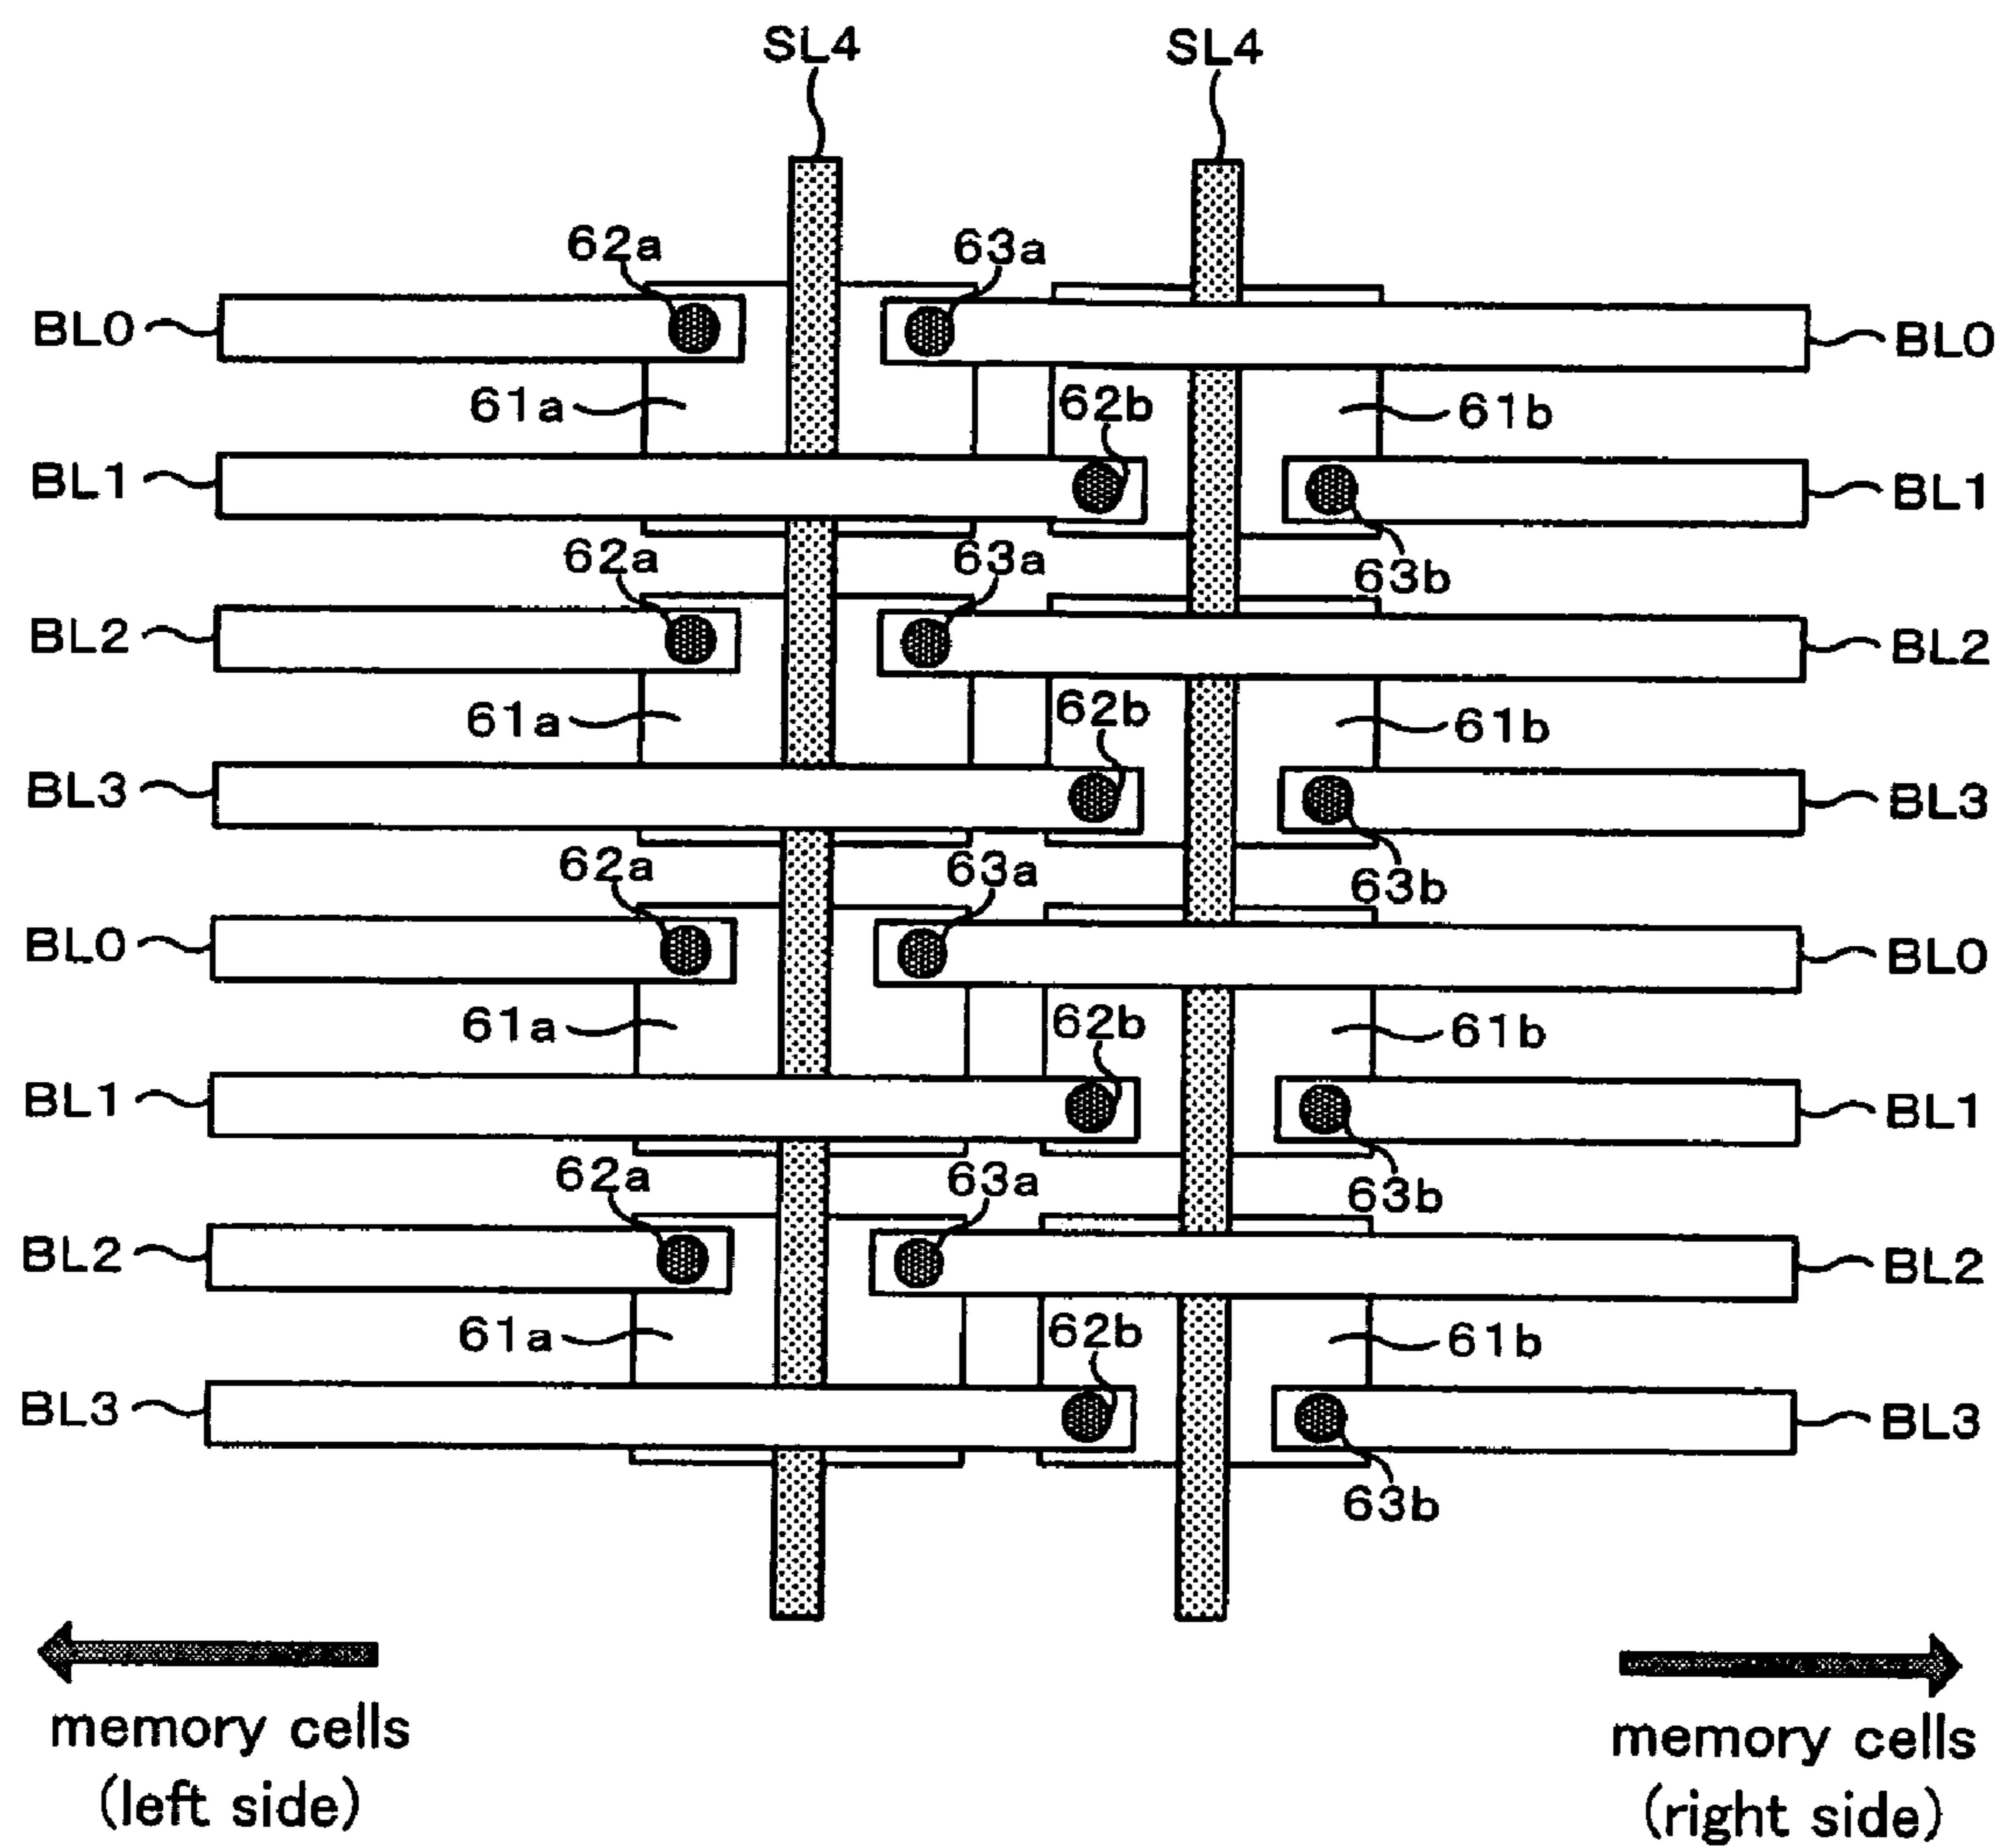 SL4 SL4
62a 63a
BL0 BL0
61a 62b 61b
BL1 BL1
62a 63a 63b
BL2 BL2
61a 62b 61b
BL3 BL3
62a 63a 63b
BL0 BL0
61a 62b 61b
BL1 BL1
62a 63a 63b
BL2 BL2
61a 62b 61b
BL3 BL3
63b
memory cells memory cells
(left side) (right side)